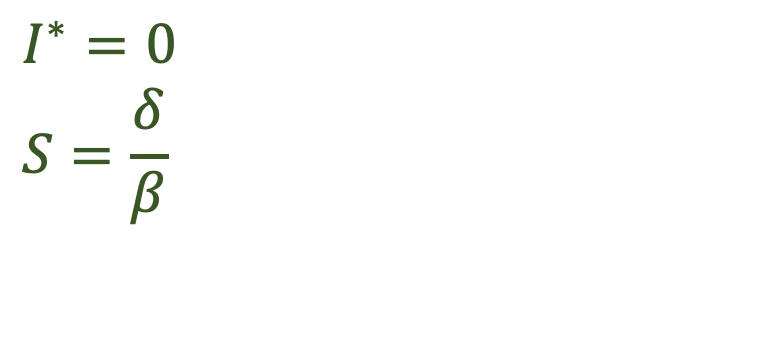 I* = 0
S = δ/β